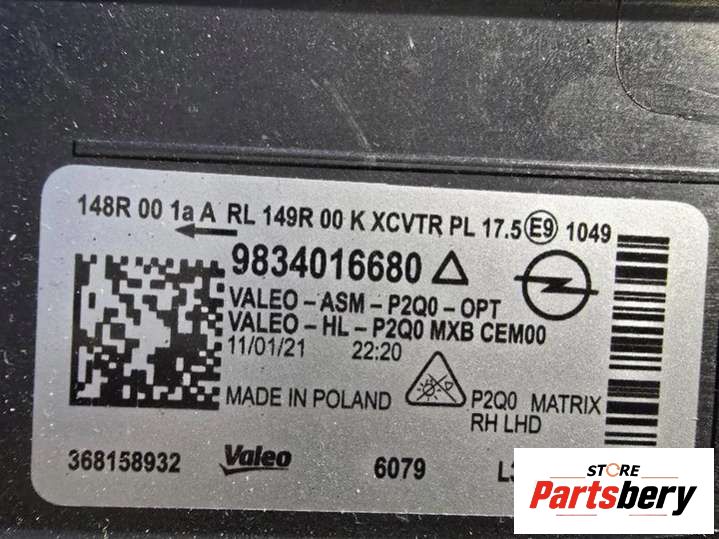 148R 00 1a A RL 149R 00 K XCVTR PL 17.5 E9 1049
9834016680
VALEO-ASM-P2Q0-OPT
VALEO-HL-P2Q0 MXB CEM00
11/01/21 22:20
MADE IN POLAND
P2Q0 MATRIX
RH LHD
368158932 Valeo 6079
STORE
Partsbery